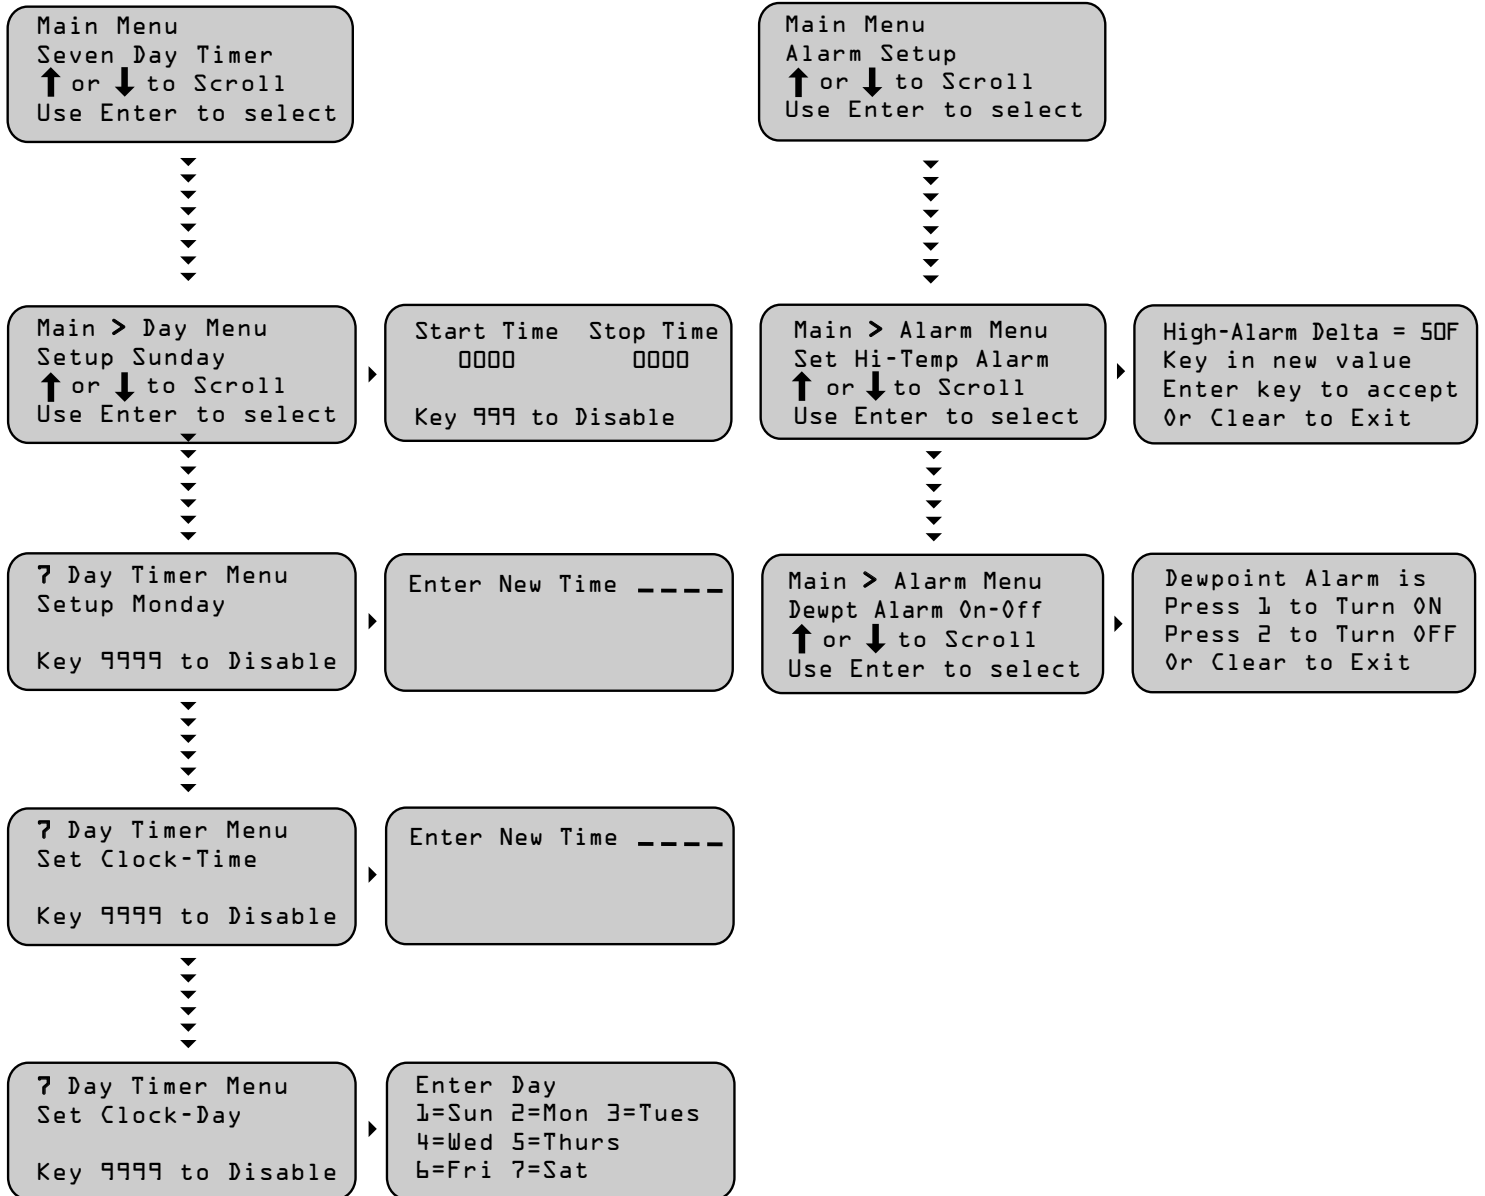 Main Menu
Seven Day Timer
↑ or ↓ to Scroll
Use Enter to select
Main > Day Menu
Setup Sunday
↑ or ↓ to Scroll
Use Enter to select
Start Time Stop Time
0000 0000
Key 999 to Disable
7 Day Timer Menu
Setup Monday
Key 9999 to Disable
Enter New Time _ _ _ _
7 Day Timer Menu
Set Clock-Time
Key 9999 to Disable
Enter New Time _ _ _ _
7 Day Timer Menu
Set Clock-Day
Key 9999 to Disable
Enter Day
1=Sun 2=Mon 3=Tues
4=Wed 5=Thurs
6=Fri 7=Sat
Main Menu
Alarm Setup
↑ or ↓ to Scroll
Use Enter to select
Main > Alarm Menu
Set Hi-Temp Alarm
↑ or ↓ to Scroll
Use Enter to select
High-Alarm Delta = 50F
Key in new value
Enter key to accept
Or Clear to Exit
Main > Alarm Menu
Dewpt Alarm On-Off
↑ or ↓ to Scroll
Use Enter to select
Dewpoint Alarm is
Press 1 to Turn ON
Press 2 to Turn OFF
Or Clear to Exit